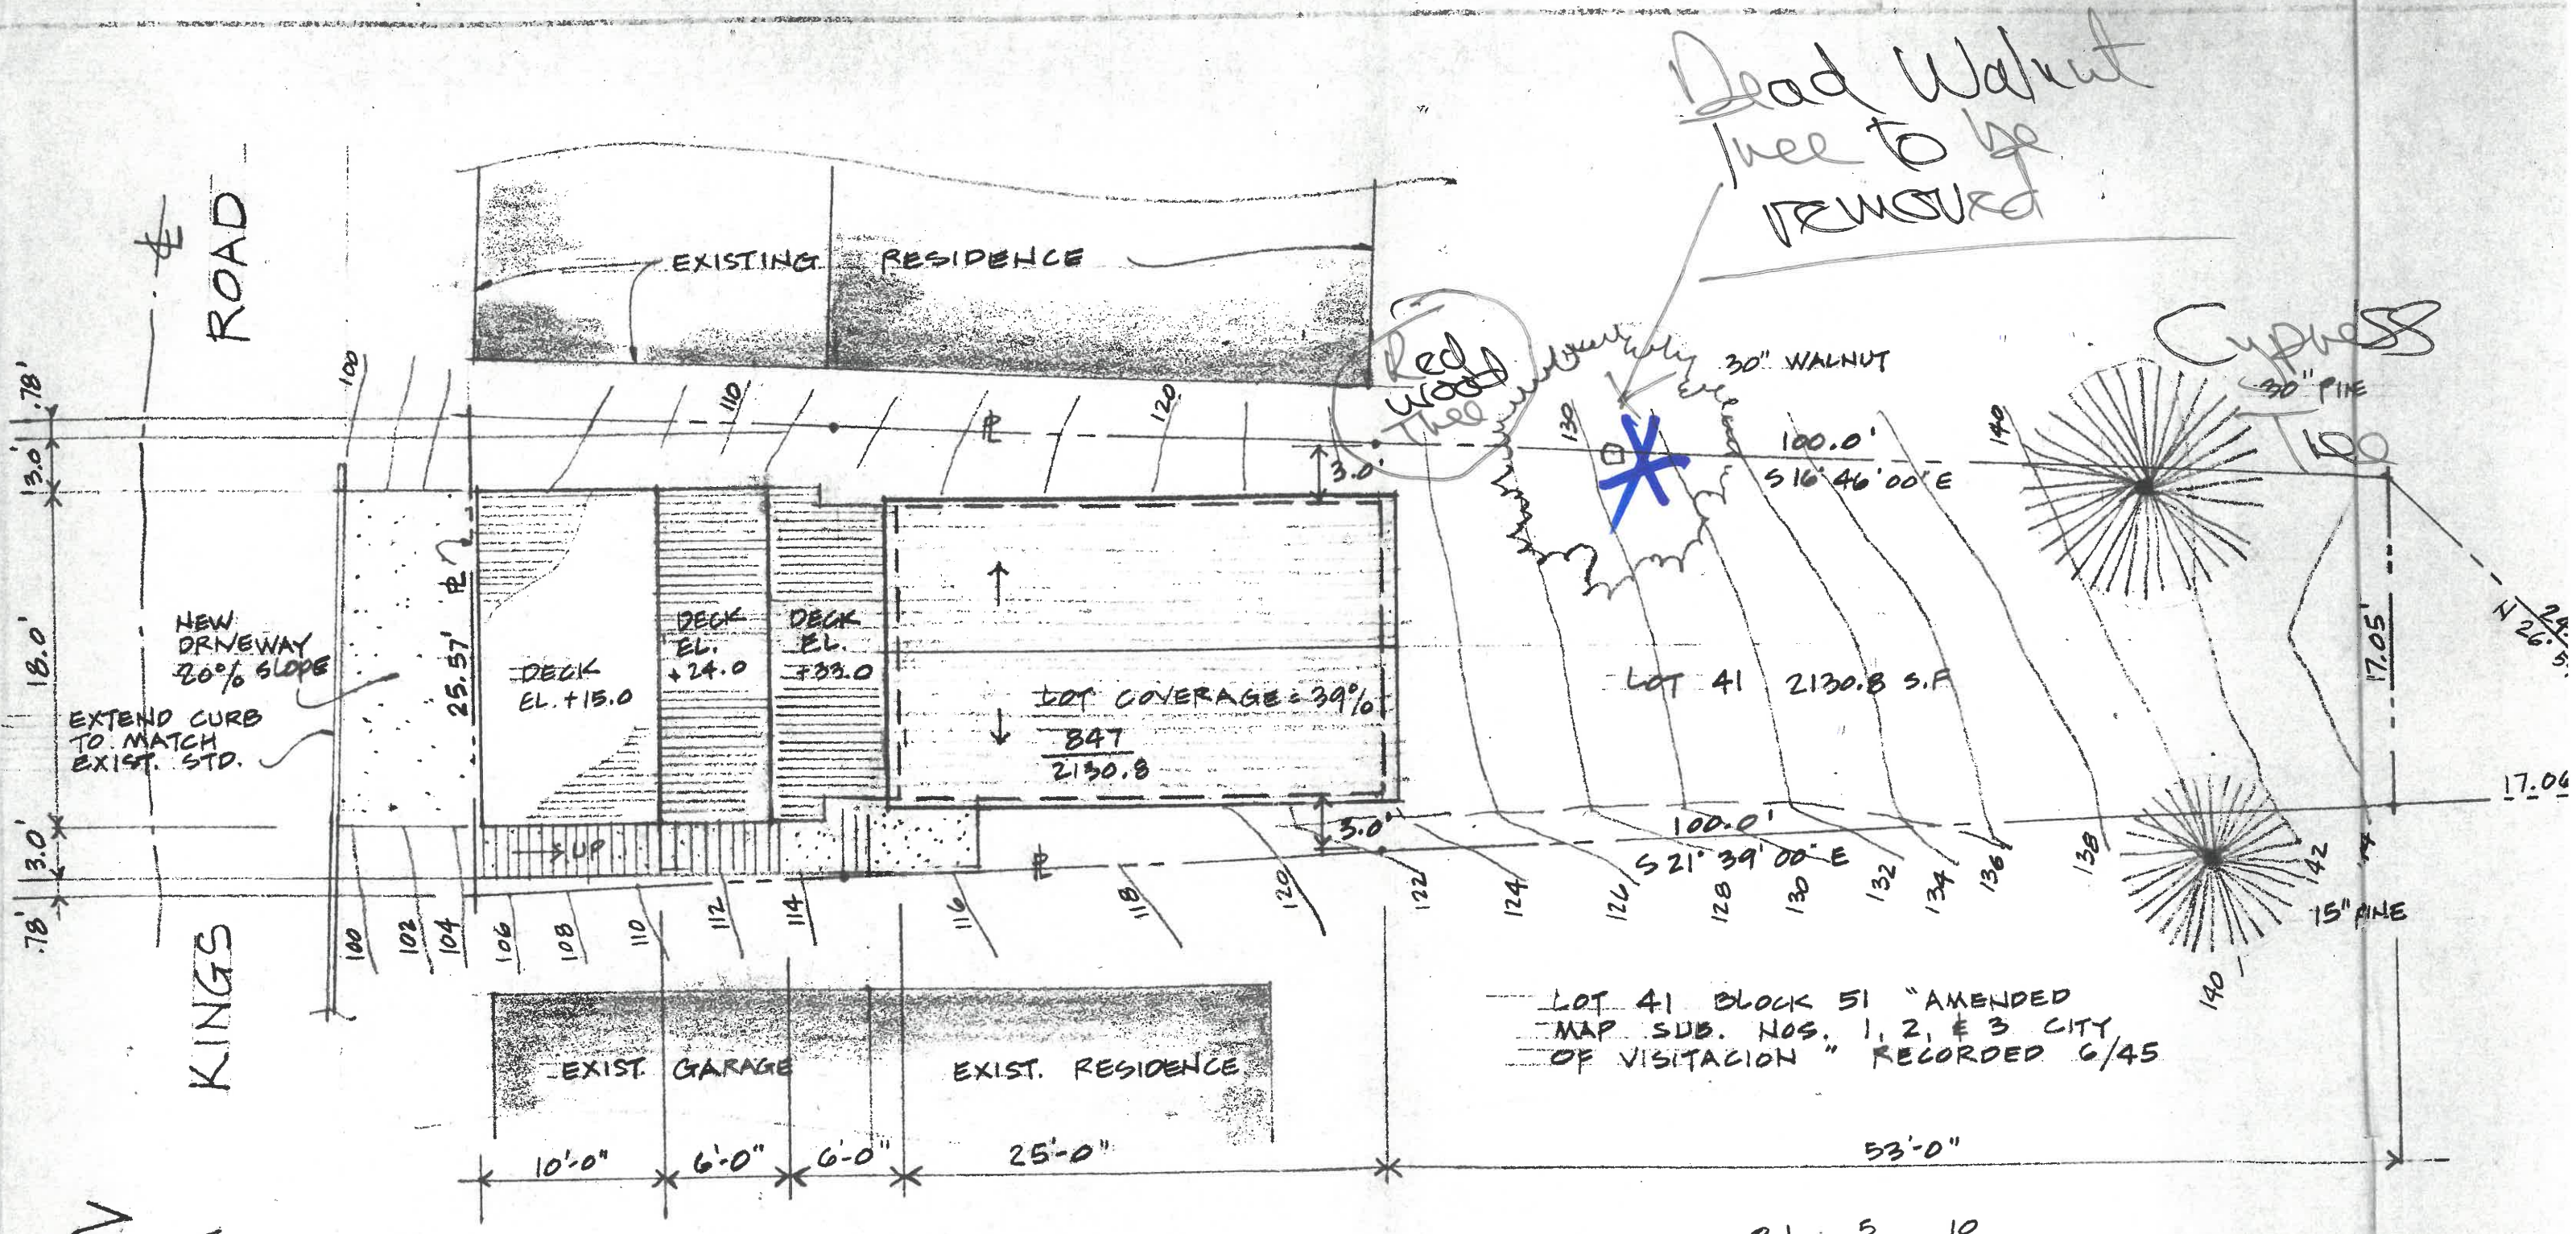 Dead Walnut
Tree to be
removed
ROAD
EXISTING RESIDENCE
Red
wood
Tree
30" WALNUT
Cypress
30" PINE
Tree
.78'
3.0'
18.0'
3.0'
.78'
100
110
120
130
140
3.0'
100.0'
S 16° 46' 00" E
NEW
DRIVEWAY
20% SLOPE
EXTEND CURB
TO MATCH
EXIST. STD.
25.57'
DECK
EL. +15.0
DECK
EL.
+24.0
DECK
EL.
+33.0
LOT COVERAGE = 39%
847
2130.8
LOT 41 2130.8 S.F
17.05'
17.06
UP
3.0'
100.0'
S 21° 39' 00" E
100
102
104
106
108
110
112
114
116
118
120
122
124
126
128
130
132
134
136
138
142
140
15" PINE
KINGS
EXIST. GARAGE
EXIST. RESIDENCE
LOT 41 BLOCK 51 "AMENDED
MAP SUB. NOS. 1, 2, & 3 CITY
OF VISITACION" RECORDED 6/45
10'-0"
6'-0"
6'-0"
25'-0"
53'-0"